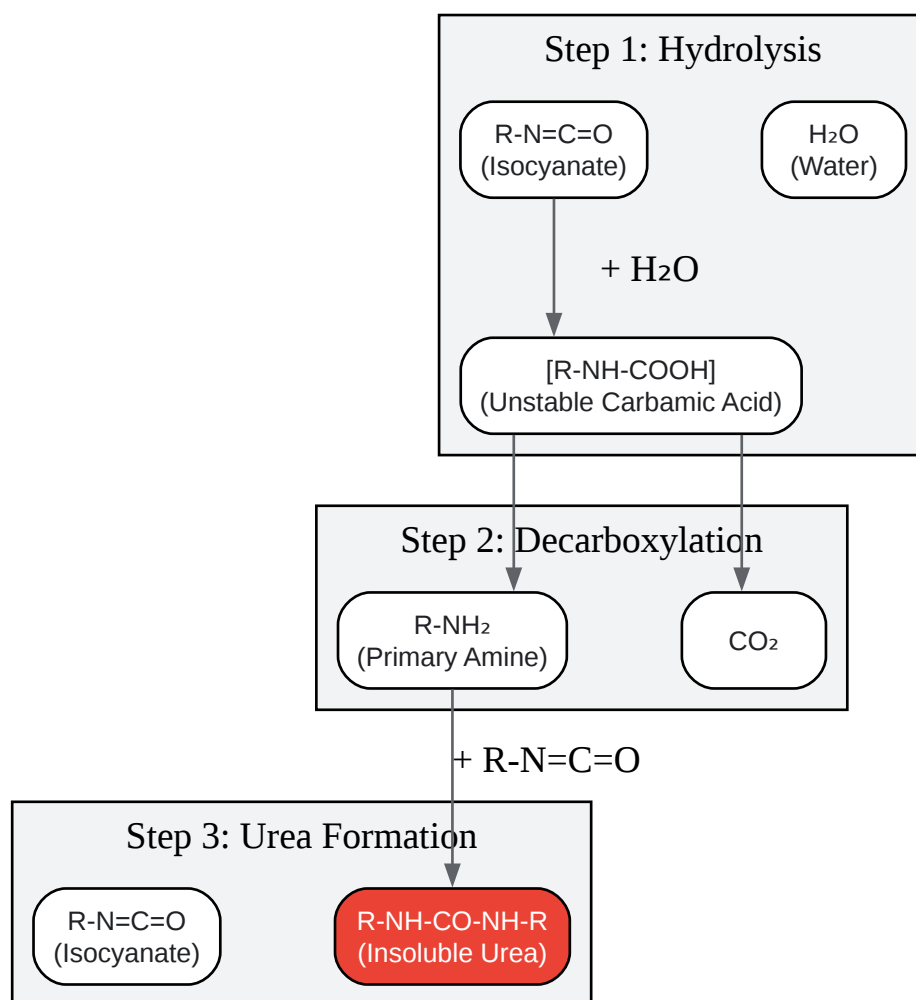 Step 1: Hydrolysis
R-N=C=O
(Isocyanate)
H₂O
(Water)
+ H₂O
[R-NH-COOH]
(Unstable Carbamic Acid)
Step 2: Decarboxylation
R-NH₂
(Primary Amine)
CO₂
+ R-N=C=O
Step 3: Urea Formation
R-N=C=O
(Isocyanate)
R-NH-CO-NH-R
(Insoluble Urea)